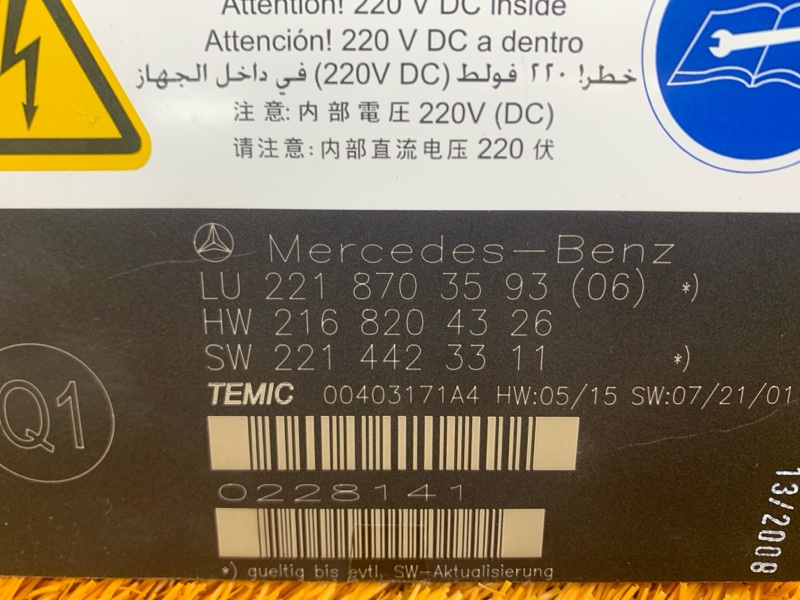 Attention! 220 V DC inside
Atención! 220 V DC a dentro
خطر! ٢٢٠ فولط (220V DC) في داخل الجهاز
注意: 内部電圧 220V (DC)
请注意: 内部直流电压 220 伏
Mercedes-Benz
LU 221 870 35 93 (06) *)
HW 216 820 43 26
SW 221 442 33 11 *)
TEMIC 00403171A4 HW:05/15 SW:07/21/01
Q1
0228141
13/2008
*) gueltig bis evtl. SW-Aktualisierung